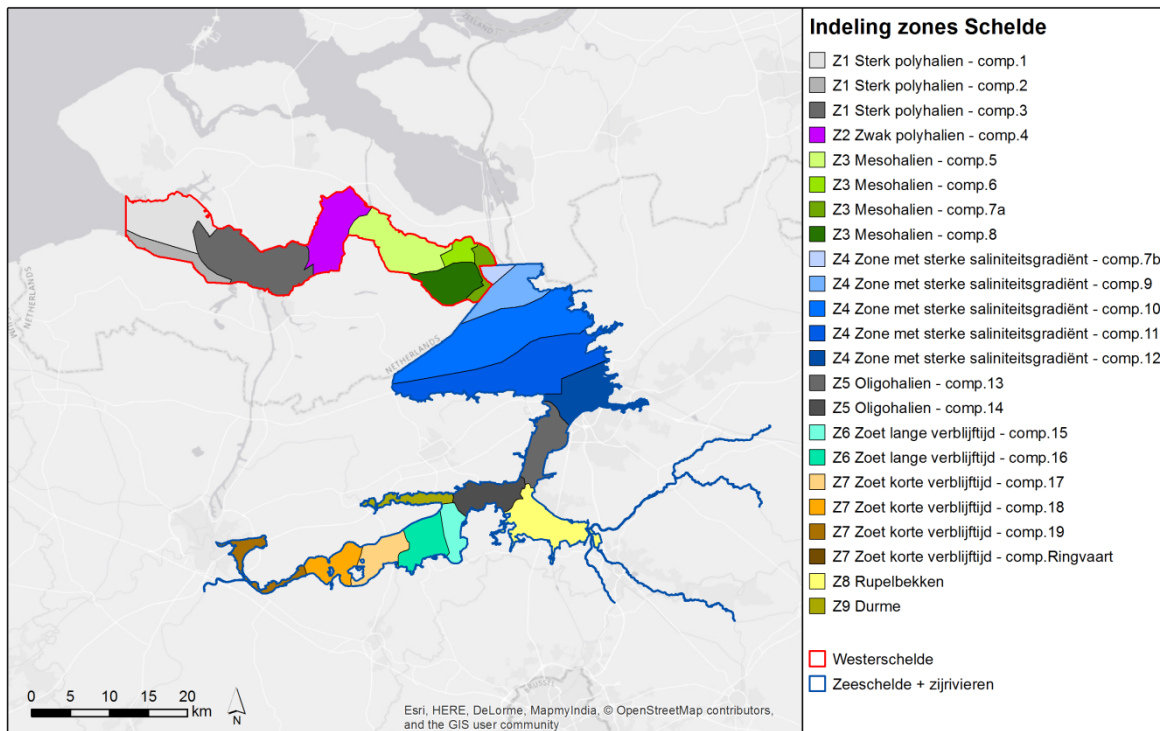 Indeling zones Schelde
Z1 Sterk polyhalien - comp.1
Z1 Sterk polyhalien - comp.2
Z1 Sterk polyhalien - comp.3
Z2 Zwak polyhalien - comp.4
Z3 Mesohalien - comp.5
Z3 Mesohalien - comp.6
Z3 Mesohalien - comp.7a
Z3 Mesohalien - comp.8
Z4 Zone met sterke saliniteitsgradiënt - comp.7b
Z4 Zone met sterke saliniteitsgradiënt - comp.9
Z4 Zone met sterke saliniteitsgradiënt - comp.10
Z4 Zone met sterke saliniteitsgradiënt - comp.11
Z4 Zone met sterke saliniteitsgradiënt - comp.12
Z5 Oligohalien - comp.13
Z5 Oligohalien - comp.14
Z6 Zoet lange verblijftijd - comp.15
Z6 Zoet lange verblijftijd - comp.16
Z7 Zoet korte verblijftijd - comp.17
Z7 Zoet korte verblijftijd - comp.18
Z7 Zoet korte verblijftijd - comp.19
Z7 Zoet korte verblijftijd - comp.Ringvaart
Z8 Rupelbekken
Z9 Durme
Westerschelde
Zeeschelde + zijrivieren
NETHERLANDS
NETHERLANDS
BRUSSEL
0 5 10 15 20
km
N
Esri, HERE, DeLorme, MapmyIndia, © OpenStreetMap contributors,
and the GIS user community